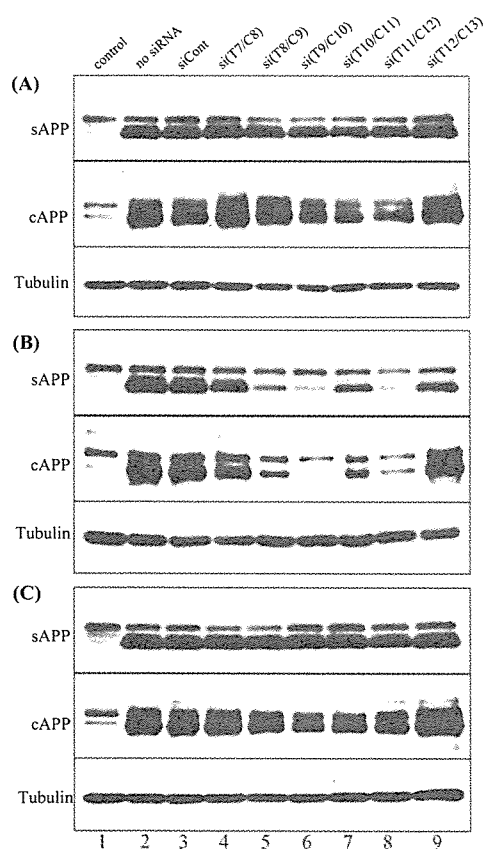 control
no siRNA
siCont
si(T7/C8)
si(T8/C9)
si(T9/C10)
si(T10/C11)
si(T11/C12)
si(T12/C13)
(A)
sAPP
cAPP
Tubulin
(B)
sAPP
cAPP
Tubulin
(C)
sAPP
cAPP
Tubulin
1 2 3 4 5 6 7 8 9